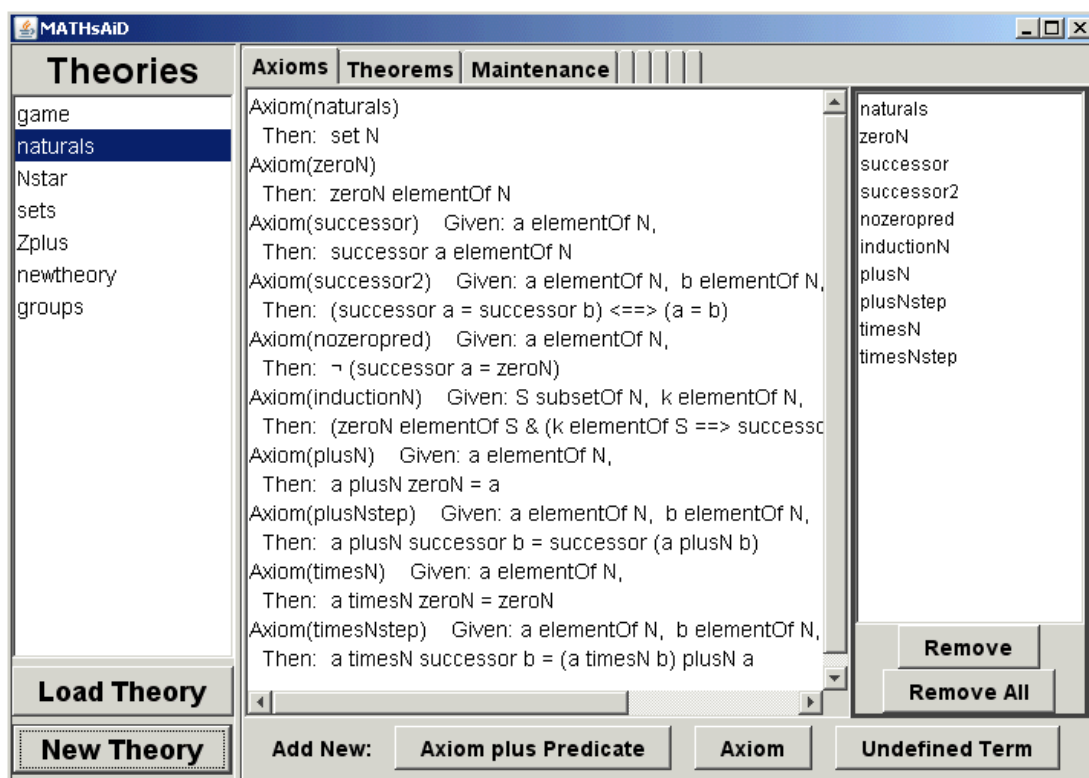 MATHsAiD
Theories
game
naturals
Nstar
sets
Zplus
newtheory
groups
Load Theory
New Theory
Axioms Theorems Maintenance
Axiom(naturals)
Then: set N
Axiom(zeroN)
Then: zeroN elementOf N
Axiom(successor) Given: a elementOf N,
Then: successor a elementOf N
Axiom(successor2) Given: a elementOf N, b elementOf N,
Then: (successor a = successor b) <==> (a = b)
Axiom(nozeropred) Given: a elementOf N,
Then: ¬ (successor a = zeroN)
Axiom(inductionN) Given: S subsetOf N, k elementOf N,
Then: (zeroN elementOf S & (k elementOf S ==> successo
Axiom(plusN) Given: a elementOf N,
Then: a plusN zeroN = a
Axiom(plusNstep) Given: a elementOf N, b elementOf N,
Then: a plusN successor b = successor (a plusN b)
Axiom(timesN) Given: a elementOf N,
Then: a timesN zeroN = zeroN
Axiom(timesNstep) Given: a elementOf N, b elementOf N,
Then: a timesN successor b = (a timesN b) plusN a
naturals
zeroN
successor
successor2
nozeropred
inductionN
plusN
plusNstep
timesN
timesNstep
Remove
Remove All
Add New: Axiom plus Predicate Axiom Undefined Term